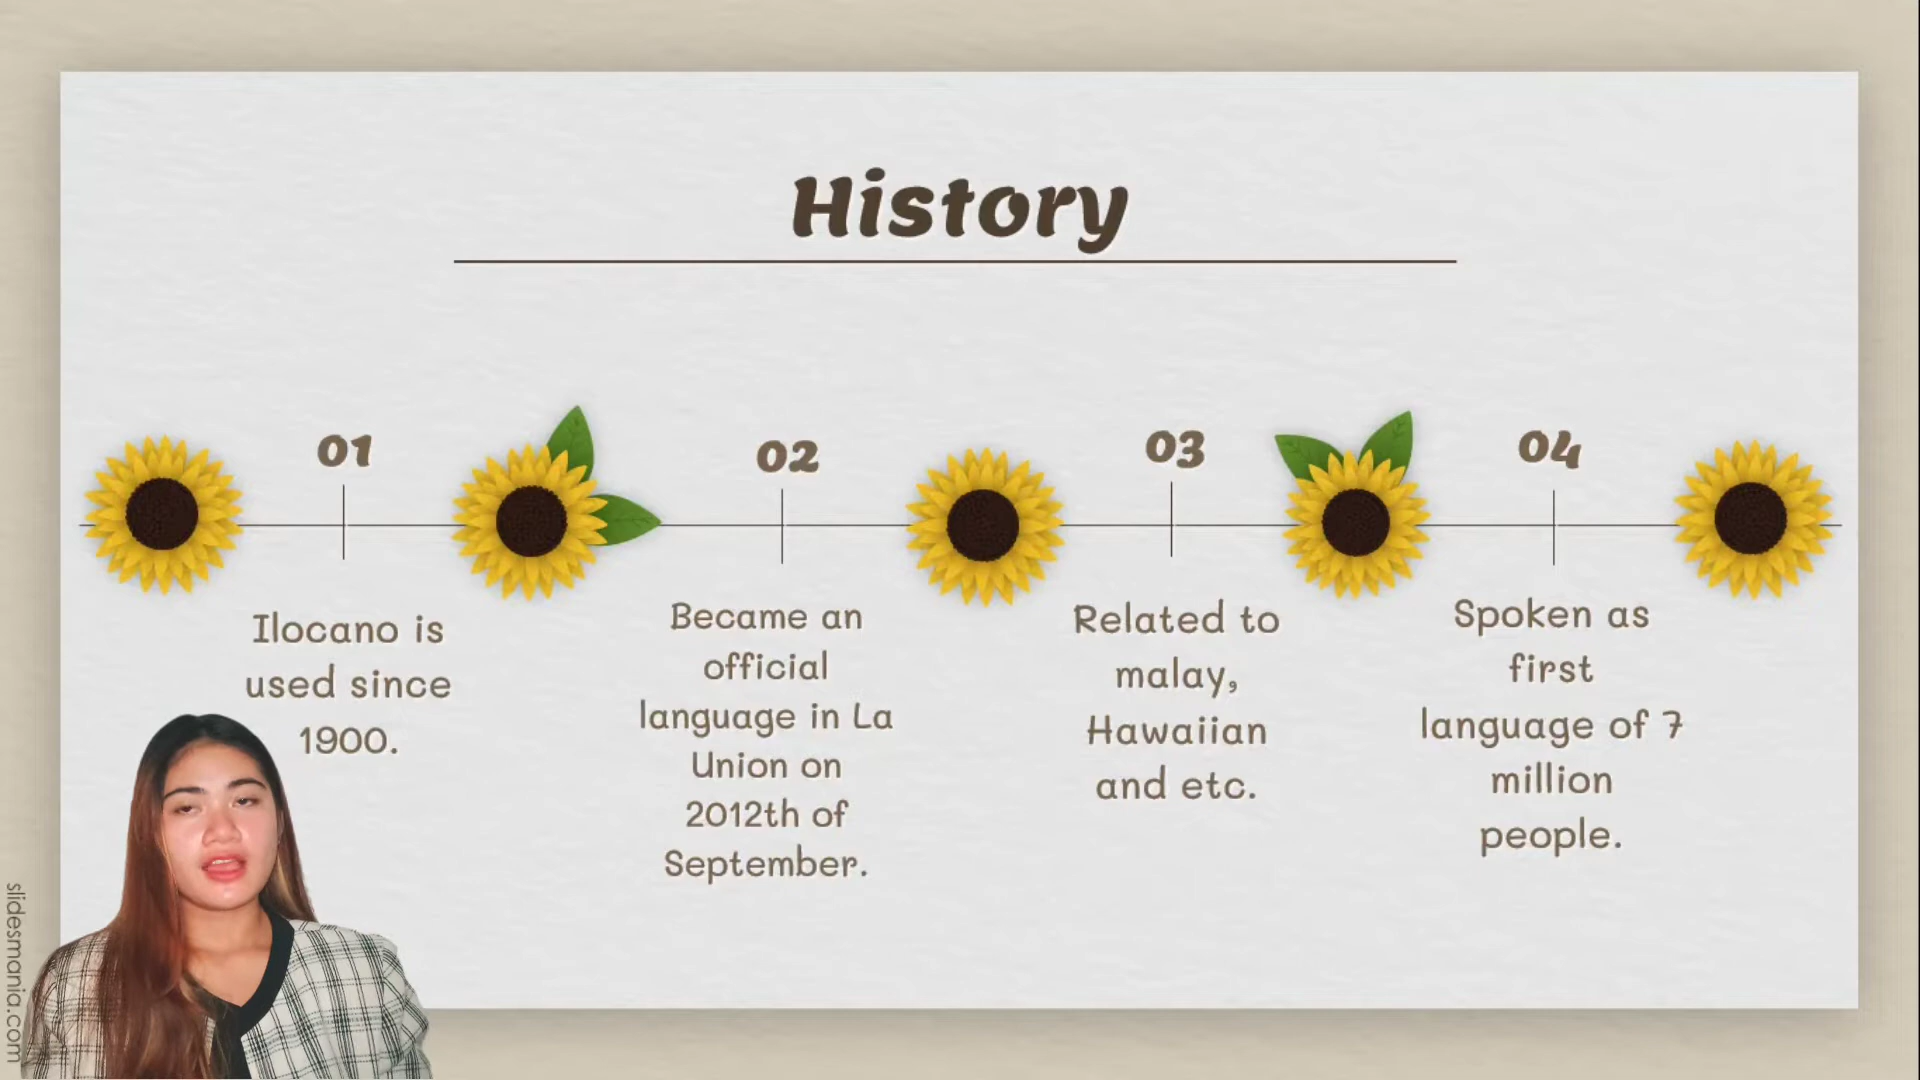 History
01
Ilocano is
used since
1900.
02
Became an
official
language in La
Union on
2012th of
September.
03
Related to
malay,
Hawaiian
and etc.
04
Spoken as
first
language of 7
million
people.
slidesmania.com